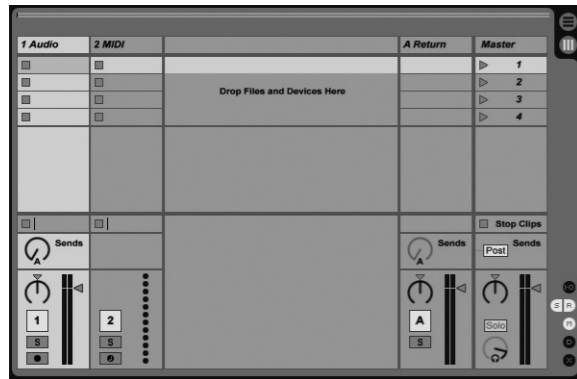 1 Audio 2 MIDI A Return Master
1
2
Drop Files and Devices Here
3
4
Stop Clips
Sends Sends Post Sends
A A
1 2 A Solo
S S S
I·O
S R
M
D
X